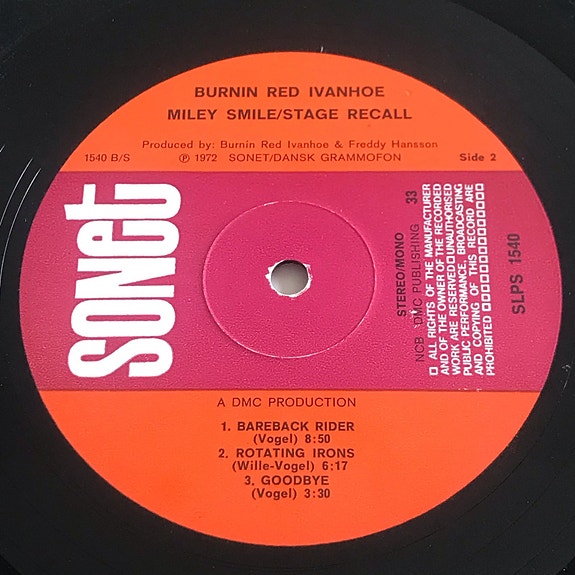 BURNIN RED IVANHOE
MILEY SMILE/STAGE RECALL
Produced by: Burnin Red Ivanhoe & Freddy Hansson
1540 B/S
℗ 1972 SONET/DANSK GRAMMOFON
Side 2
SONET
STEREO/MONO 33
NCB DMC PUBLISHING
□ ALL RIGHTS OF THE MANUFACTURER
AND OF THE OWNER OF THE RECORDED
WORK ARE RESERVED □ UNAUTHORISED
PUBLIC PERFORMANCE, BROADCASTING
AND COPYING OF THIS RECORD ARE
PROHIBITED □□□□□□□□□□□
SLPS 1540
A DMC PRODUCTION
1. BAREBACK RIDER
(Vogel) 8:50
2. ROTATING IRONS
(Wille-Vogel) 6:17
3. GOODBYE
(Vogel) 3:30